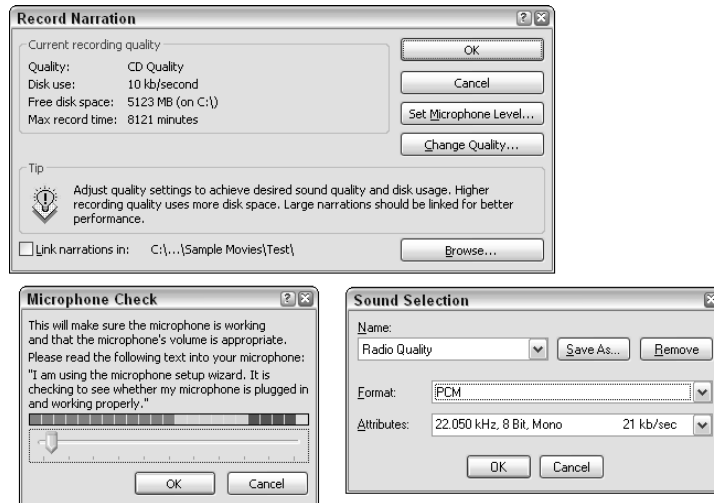 Record Narration
Current recording quality
Quality: CD Quality
Disk use: 10 kb/second
Free disk space: 5123 MB (on C:\)
Max record time: 8121 minutes
OK
Cancel
Set Microphone Level...
Change Quality...
Tip
Adjust quality settings to achieve desired sound quality and disk usage. Higher
recording quality uses more disk space. Large narrations should be linked for better
performance.
Link narrations in: C:\...\Sample Movies\Test\
Browse...
Microphone Check
This will make sure the microphone is working
and that the microphone's volume is appropriate.
Please read the following text into your microphone:
"I am using the microphone setup wizard. It is
checking to see whether my microphone is plugged in
and working properly."
OK Cancel
Sound Selection
Name:
Radio Quality Save As... Remove
Format: PCM
Attributes: 22.050 kHz, 8 Bit, Mono 21 kb/sec
OK Cancel